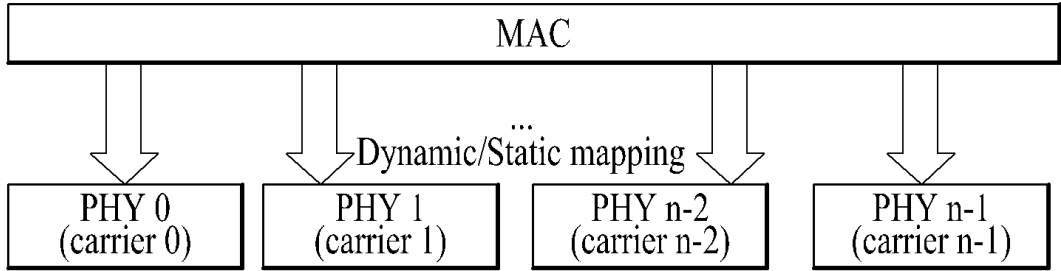 MAC
...
Dynamic/Static mapping
PHY 0
(carrier 0)
PHY 1
(carrier 1)
PHY n-2
(carrier n-2)
PHY n-1
(carrier n-1)